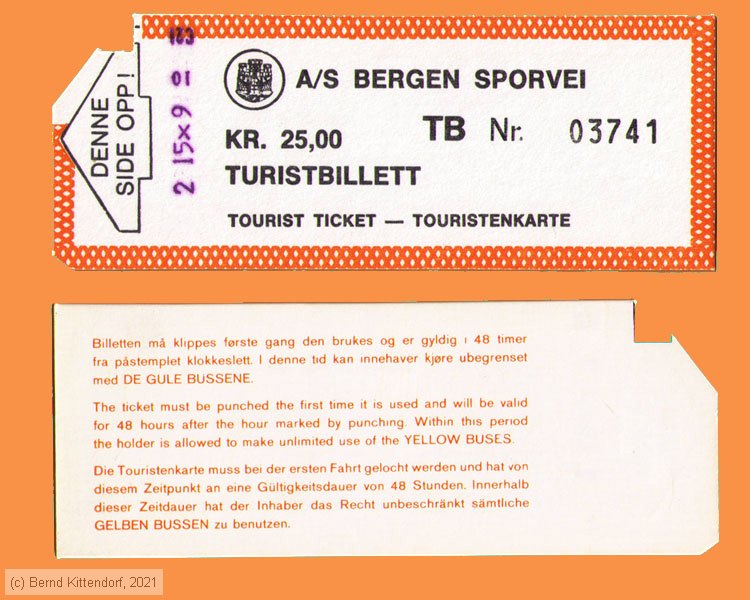 DENNE
SIDE OPP!
2 15x9 01 183
A/S BERGEN SPORVEI
KR. 25,00
TB Nr. 03741
TURISTBILLETT
TOURIST TICKET — TOURISTENKARTE
Billetten må klippes første gang den brukes og er gyldig i 48 timer
fra påstemplet klokkeslett. I denne tid kan innehaver kjøre ubegrenset
med DE GULE BUSSENE.
The ticket must be punched the first time it is used and will be valid
for 48 hours after the hour marked by punching. Within this period
the holder is allowed to make unlimited use of the YELLOW BUSES.
Die Touristenkarte muss bei der ersten Fahrt gelocht werden und hat von
diesem Zeitpunkt an eine Gültigkeitsdauer von 48 Stunden. Innerhalb
dieser Zeitdauer hat der Inhaber das Recht unbeschränkt sämtliche
GELBEN BUSSEN zu benutzen.
(c) Bernd Kittendorf, 2021